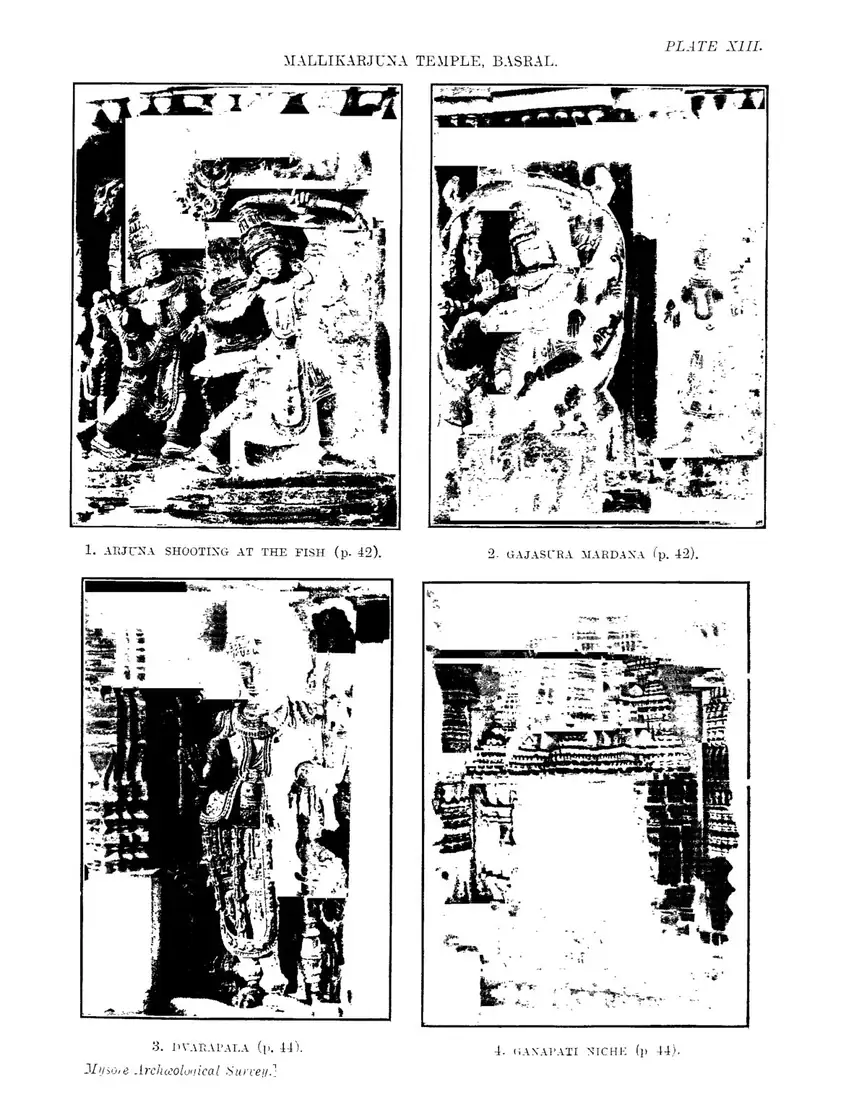 PLATE XIII.
MALLIKARJUNA TEMPLE, BASRAL.
1. ARJUNA SHOOTING AT THE FISH (p. 42).
2. GAJASURA MARDANA (p. 42).
3. DVARAPALA (p. 44).
4. GANAPATI NICHE (p 44).
Mysore Archæological Survey.]